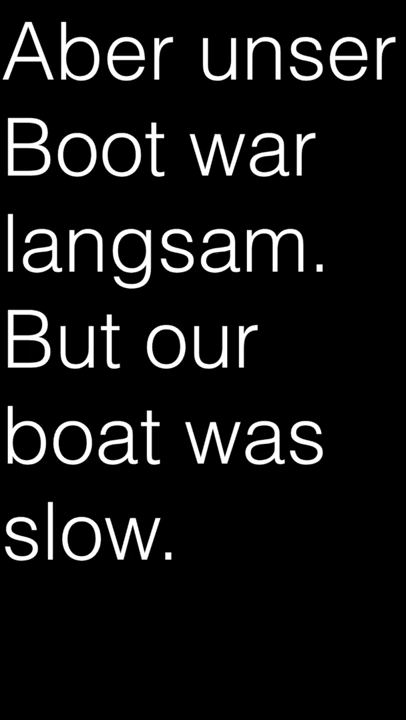 Aber unser
Boot war
langsam.
But our
boat was
slow.